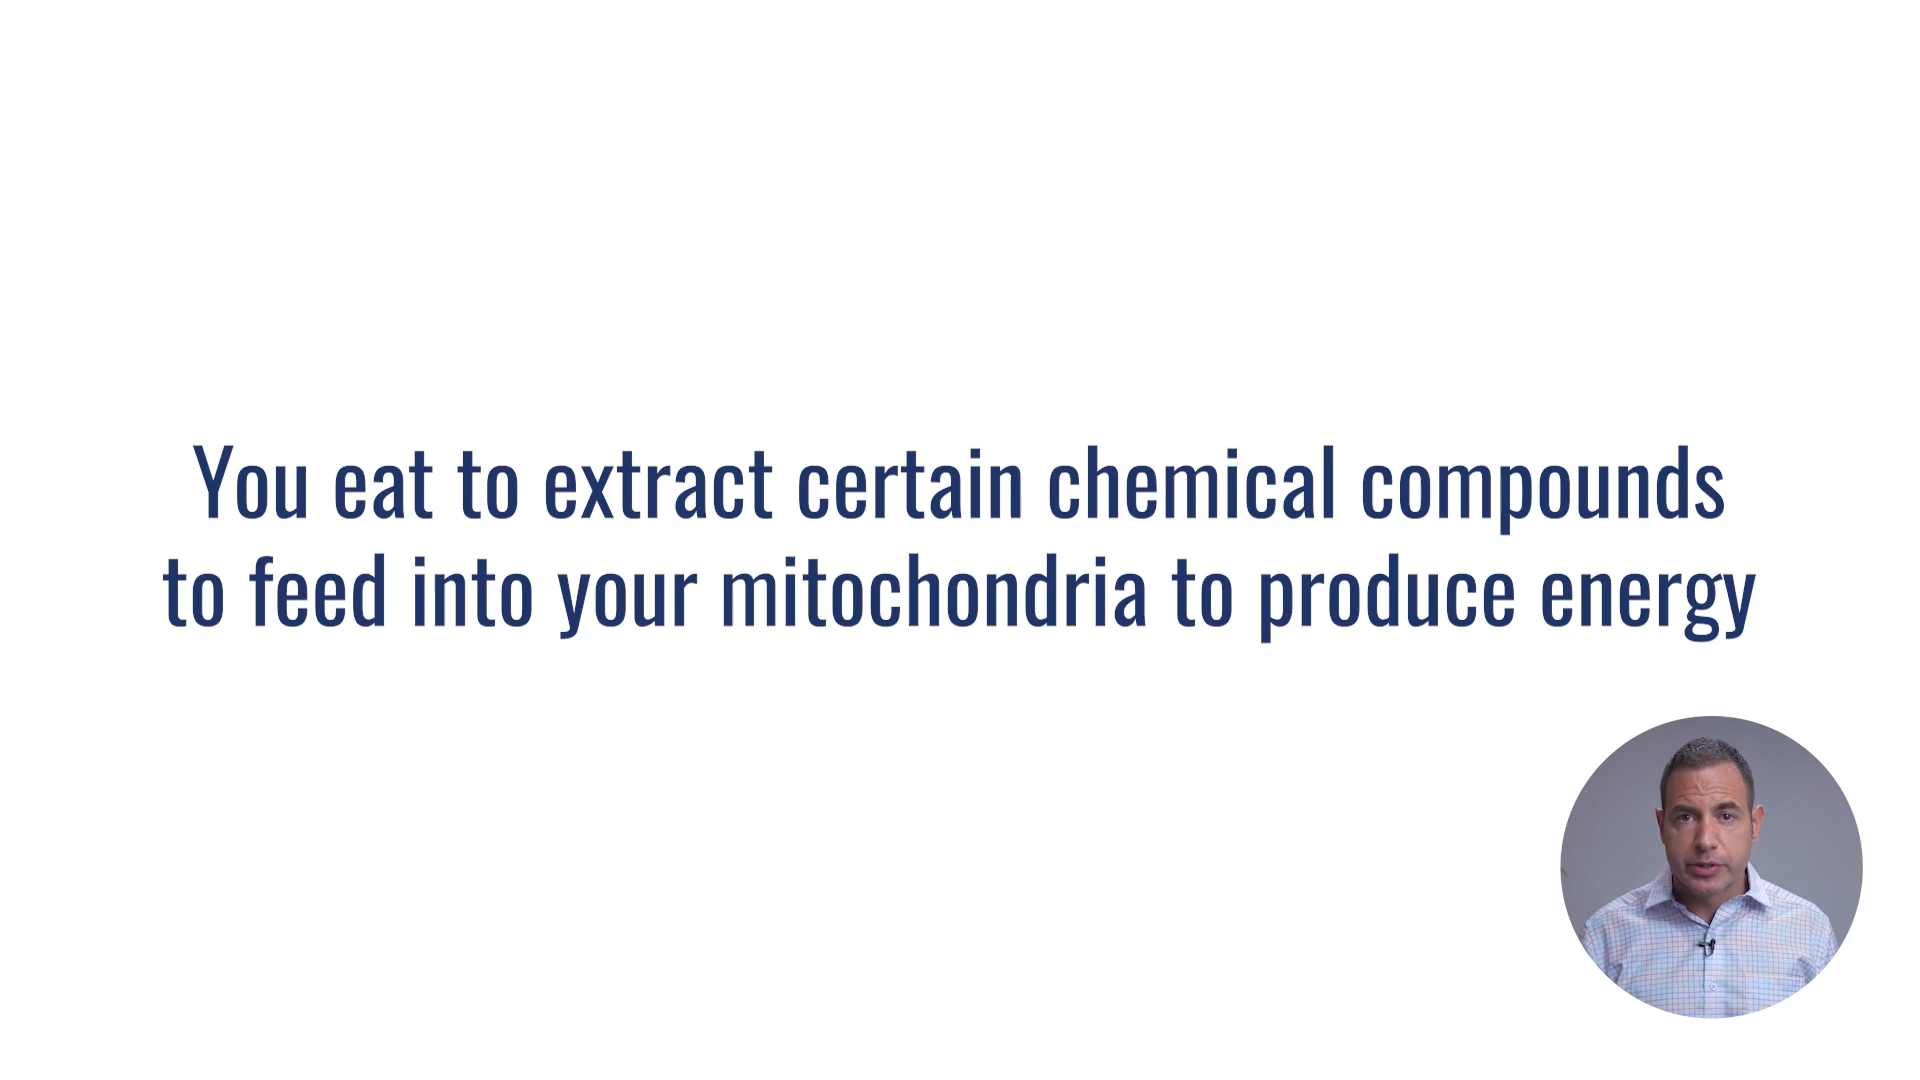 You eat to extract certain chemical compounds
to feed into your mitochondria to produce energy